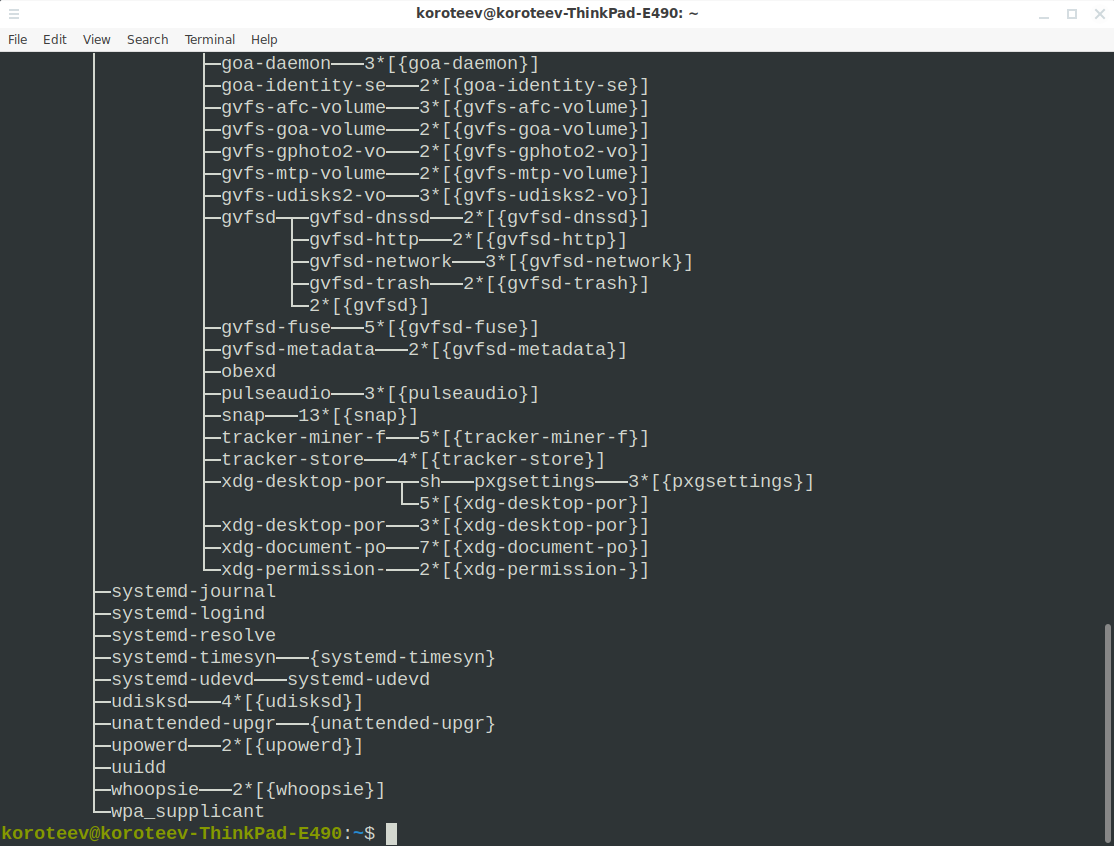 koroteev@koroteev-ThinkPad-E490: ~
File Edit View Search Terminal Help
│         ├─goa-daemon───3*[{goa-daemon}]
│         ├─goa-identity-se───2*[{goa-identity-se}]
│         ├─gvfs-afc-volume───3*[{gvfs-afc-volume}]
│         ├─gvfs-goa-volume───2*[{gvfs-goa-volume}]
│         ├─gvfs-gphoto2-vo───2*[{gvfs-gphoto2-vo}]
│         ├─gvfs-mtp-volume───2*[{gvfs-mtp-volume}]
│         ├─gvfs-udisks2-vo───3*[{gvfs-udisks2-vo}]
│         ├─gvfsd─┬─gvfsd-dnssd───2*[{gvfsd-dnssd}]
│         │       ├─gvfsd-http───2*[{gvfsd-http}]
│         │       ├─gvfsd-network───3*[{gvfsd-network}]
│         │       ├─gvfsd-trash───2*[{gvfsd-trash}]
│         │       └─2*[{gvfsd}]
│         ├─gvfsd-fuse───5*[{gvfsd-fuse}]
│         ├─gvfsd-metadata───2*[{gvfsd-metadata}]
│         ├─obexd
│         ├─pulseaudio───3*[{pulseaudio}]
│         ├─snap───13*[{snap}]
│         ├─tracker-miner-f───5*[{tracker-miner-f}]
│         ├─tracker-store───4*[{tracker-store}]
│         ├─xdg-desktop-por─┬─sh───pxgsettings───3*[{pxgsettings}]
│         │                 └─5*[{xdg-desktop-por}]
│         ├─xdg-desktop-por───3*[{xdg-desktop-por}]
│         ├─xdg-document-po───7*[{xdg-document-po}]
│         └─xdg-permission-───2*[{xdg-permission-}]
├─systemd-journal
├─systemd-logind
├─systemd-resolve
├─systemd-timesyn───{systemd-timesyn}
├─systemd-udevd───systemd-udevd
├─udisksd───4*[{udisksd}]
├─unattended-upgr───{unattended-upgr}
├─upowerd───2*[{upowerd}]
├─uuidd
├─whoopsie───2*[{whoopsie}]
└─wpa_supplicant
koroteev@koroteev-ThinkPad-E490:~$